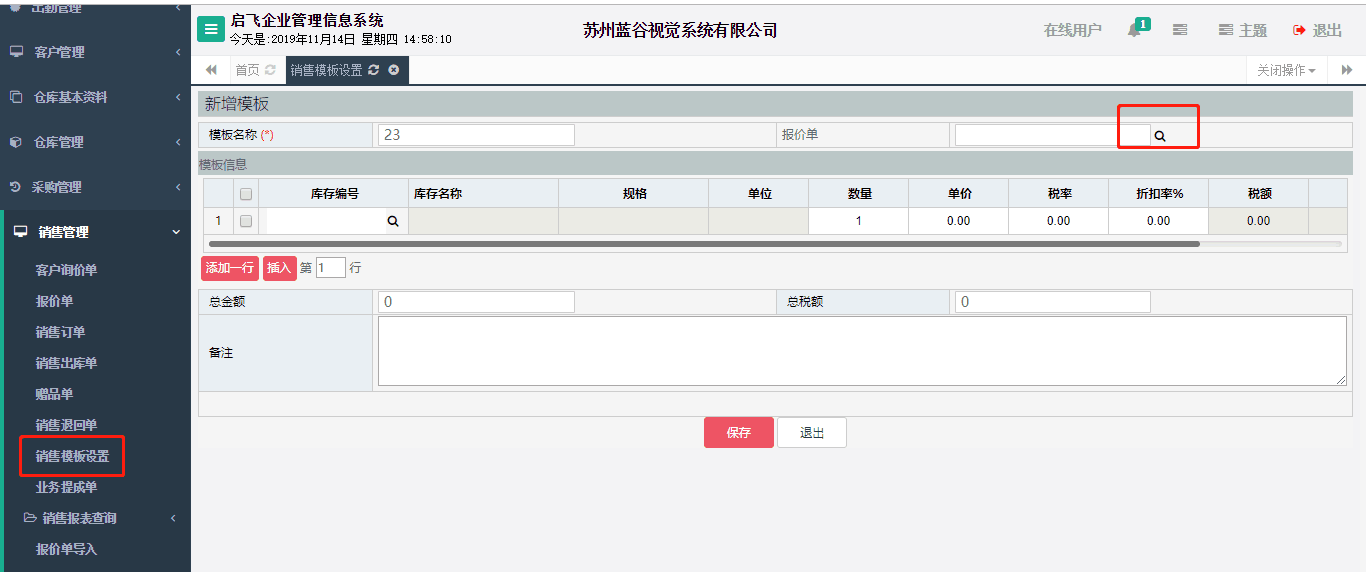 出勤管理
客户管理
仓库基本资料
仓库管理
采购管理
销售管理
客户询价单
报价单
销售订单
销售出库单
赠品单
销售退回单
销售模板设置
业务提成单
销售报表查询
报价单导入
启飞企业管理信息系统
今天是:2019年11月14日 星期四 14:58:10
苏州蓝谷视觉系统有限公司
在线用户 1 主题 退出
首页 销售模板设置 关闭操作
新增模板
模板名称 (*) 23 报价单
模板信息
库存编号 库存名称 规格 单位 数量 单价 税率 折扣率% 税额
1 1 0.00 0.00 0.00 0.00
添加一行 插入 第 1 行
总金额 0 总税额 0
备注
保存 退出